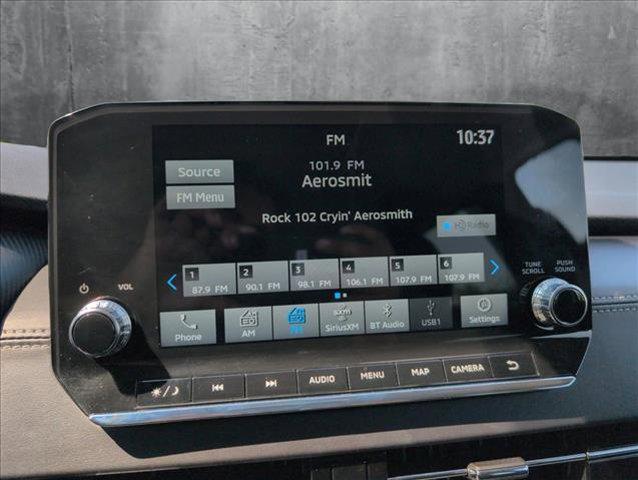 FM
10:37
Source
101.9 FM
Aerosmit
FM Menu
Rock 102 Cryin' Aerosmith
HD Radio
VOL
TUNE SCROLL
PUSH SOUND
1 2 3 4 5 6
87.9 FM 90.1 FM 98.1 FM 106.1 FM 107.9 FM 107.9 FM
Phone AM FM SiriusXM BT Audio USB1 Settings
sxm
AUDIO MENU MAP CAMERA